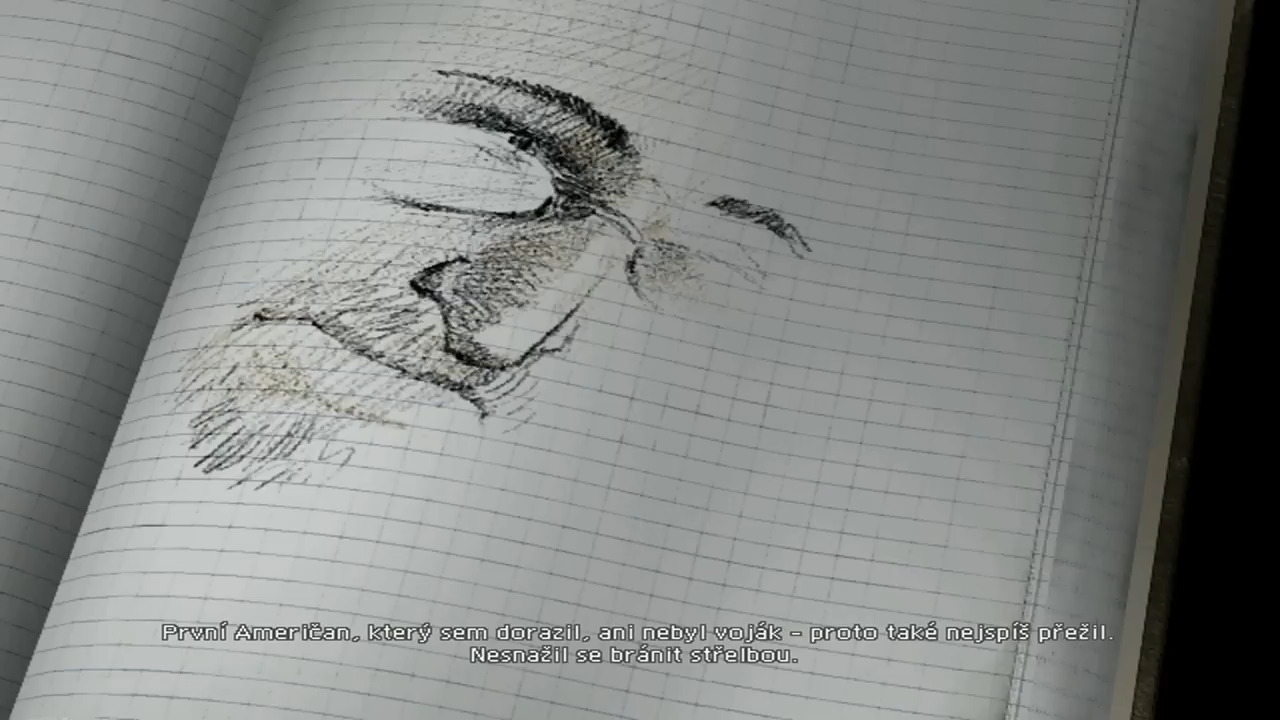 První Američan, který sem dorazil, ani nebyl voják - proto také nejspíš přežil.
Nesnažil se bránit střelbou.